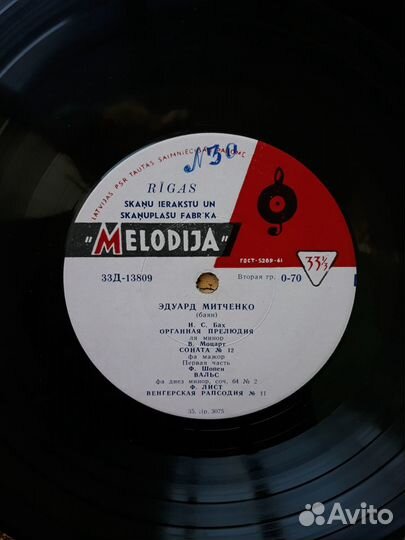 №30
LATVIJAS PSR TAUTAS SAIMNIECĪBAS PADOME
RĪGAS
SKAŅU IERAKSTU UN
SKAŅUPLAŠU FABRIKA
"MELODIJA"
ГОСТ-5289-61
33Д-13809
Вторая гр. 0-70
33⅓
ЭДУАРД МИТЧЕНКО
(баян)
И. С. Бах
ОРГАННАЯ ПРЕЛЮДИЯ
ля минор
В. Моцарт
СОНАТА № 12
фа мажор
Первая часть
Ф. Шопен
ВАЛЬС
фа диез минор, соч. 64 № 2
Ф. ЛИСТ
ВЕНГЕРСКАЯ РАПСОДИЯ № 11
Avito